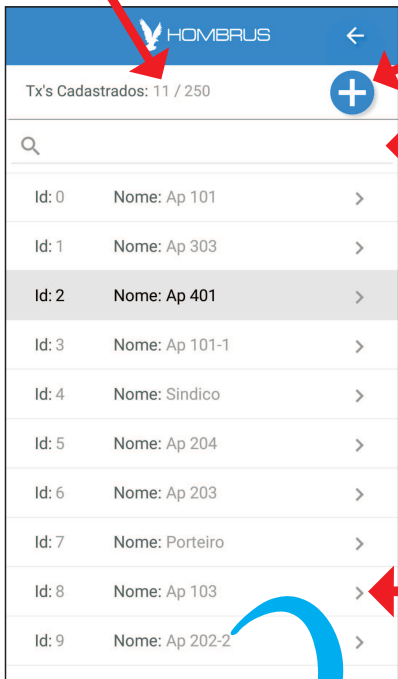 HOMBRUS
Tx's Cadastrados: 11 / 250
Id: 0 Nome: Ap 101
Id: 1 Nome: Ap 303
Id: 2 Nome: Ap 401
Id: 3 Nome: Ap 101-1
Id: 4 Nome: Sindico
Id: 5 Nome: Ap 204
Id: 6 Nome: Ap 203
Id: 7 Nome: Porteiro
Id: 8 Nome: Ap 103
Id: 9 Nome: Ap 202-2